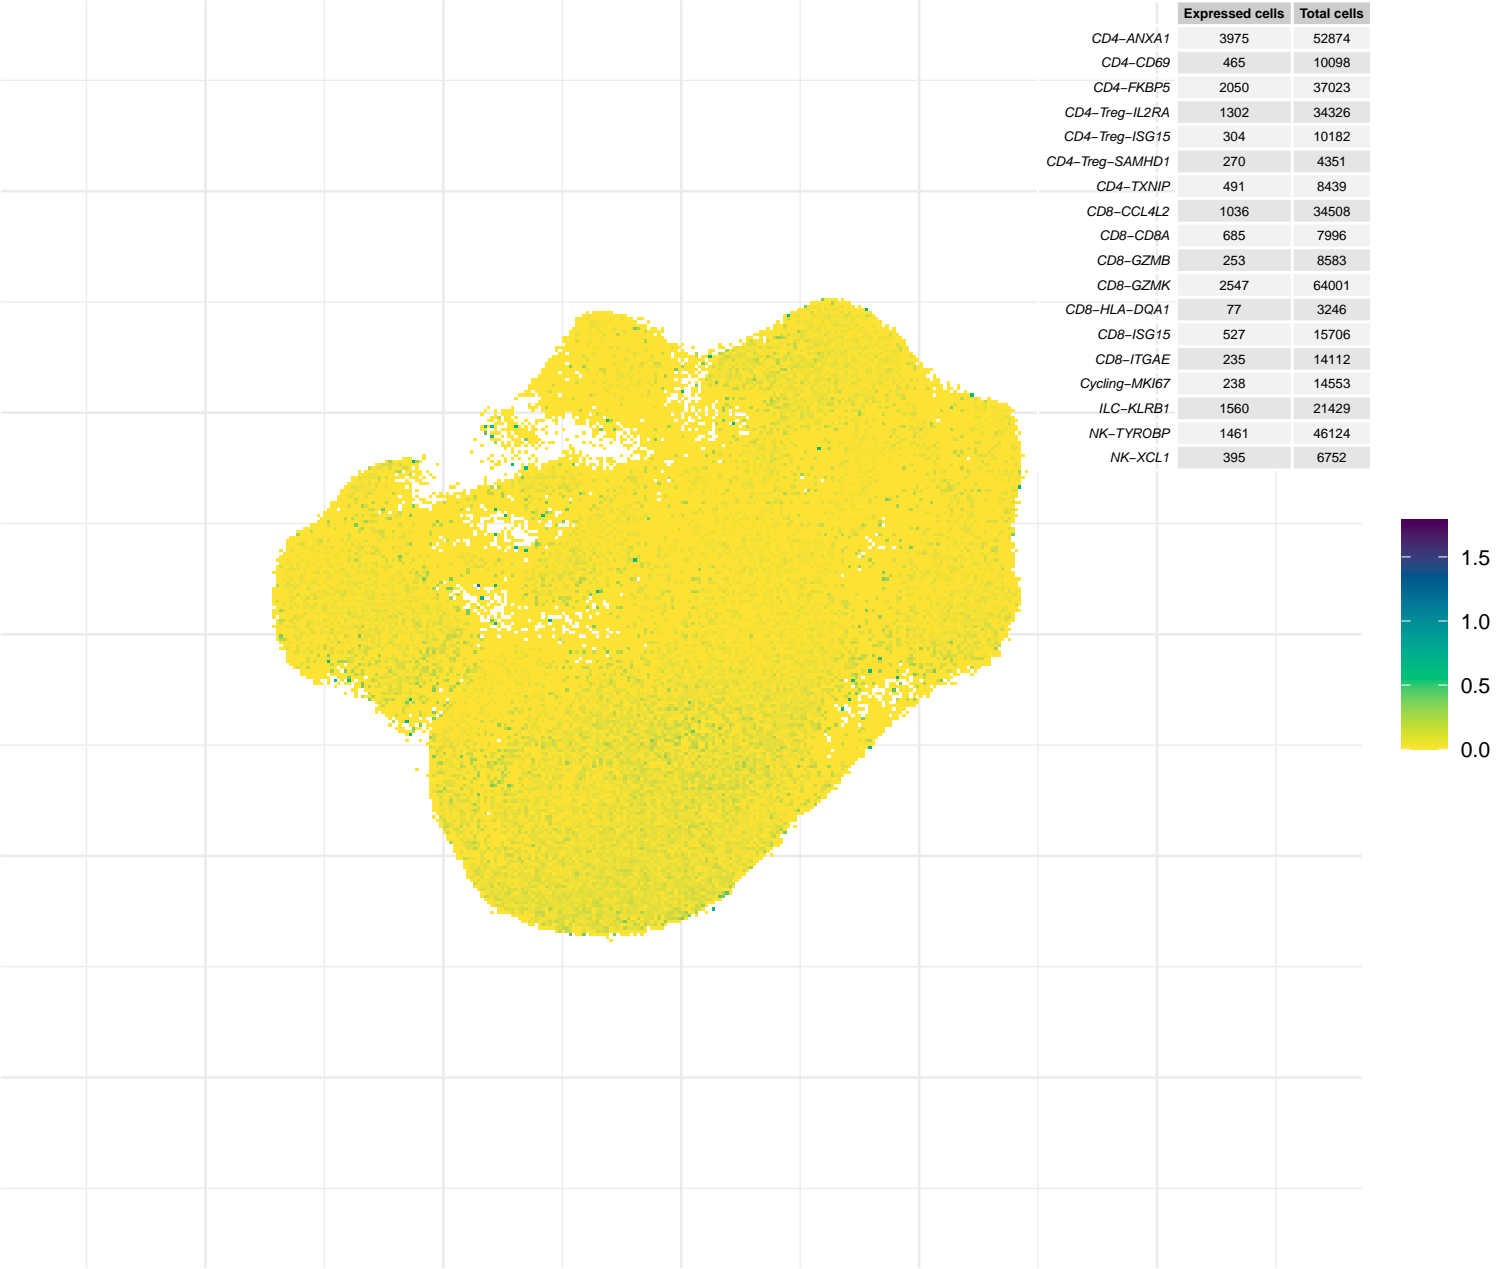 Expressed cells Total cells
CD4−ANXA1 3975 52874
CD4−CD69 465 10098
CD4−FKBP5 2050 37023
CD4−Treg−IL2RA 1302 34326
CD4−Treg−ISG15 304 10182
CD4−Treg−SAMHD1 270 4351
CD4−TXNIP 491 8439
CD8−CCL4L2 1036 34508
CD8−CD8A 685 7996
CD8−GZMB 253 8583
CD8−GZMK 2547 64001
CD8−HLA−DQA1 77 3246
CD8−ISG15 527 15706
CD8−ITGAE 235 14112
Cycling−MKI67 238 14553
ILC−KLRB1 1560 21429
NK−TYROBP 1461 46124
NK−XCL1 395 6752
1.5
1.0
0.5
0.0